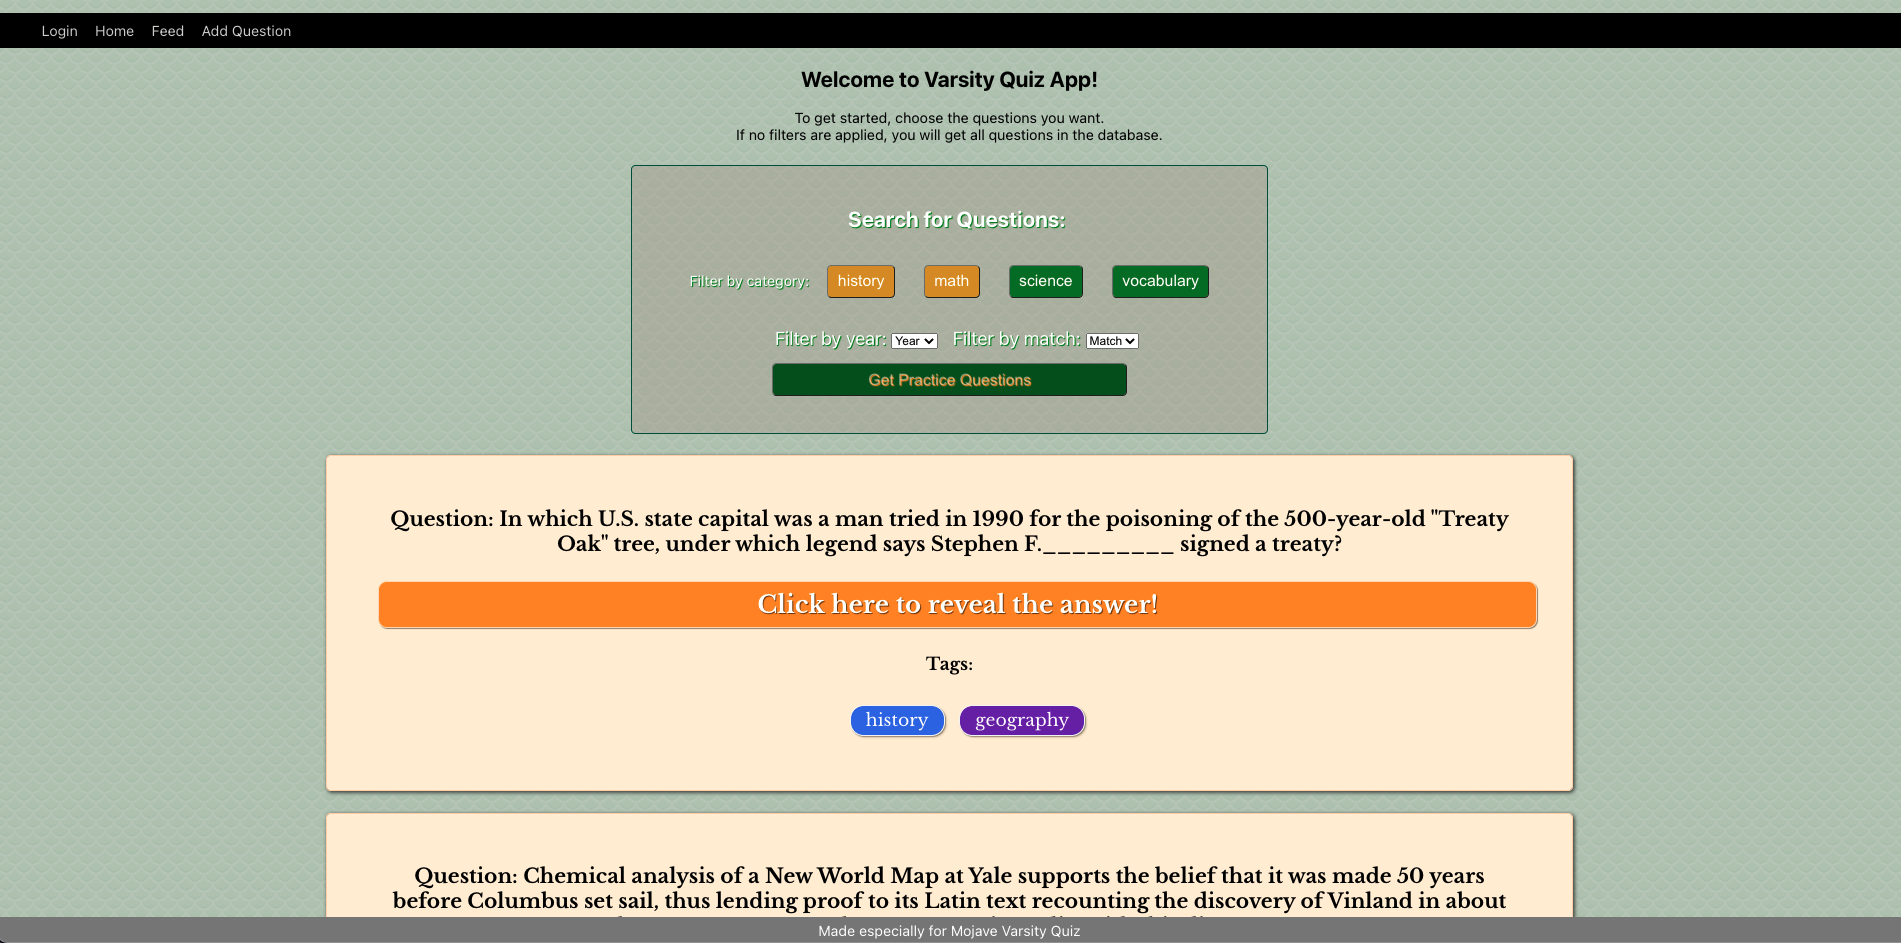 Login Home Feed Add Question
Welcome to Varsity Quiz App!
To get started, choose the questions you want.
If no filters are applied, you will get all questions in the database.
Search for Questions:
Filter by category: history math science vocabulary
Filter by year: Year Filter by match: Match
Get Practice Questions
Question: In which U.S. state capital was a man tried in 1990 for the poisoning of the 500-year-old "Treaty
Oak" tree, under which legend says Stephen F._________ signed a treaty?
Click here to reveal the answer!
Tags:
history geography
Question: Chemical analysis of a New World Map at Yale supports the belief that it was made 50 years
before Columbus set sail, thus lending proof to its Latin text recounting the discovery of Vinland in about
Made especially for Mojave Varsity Quiz